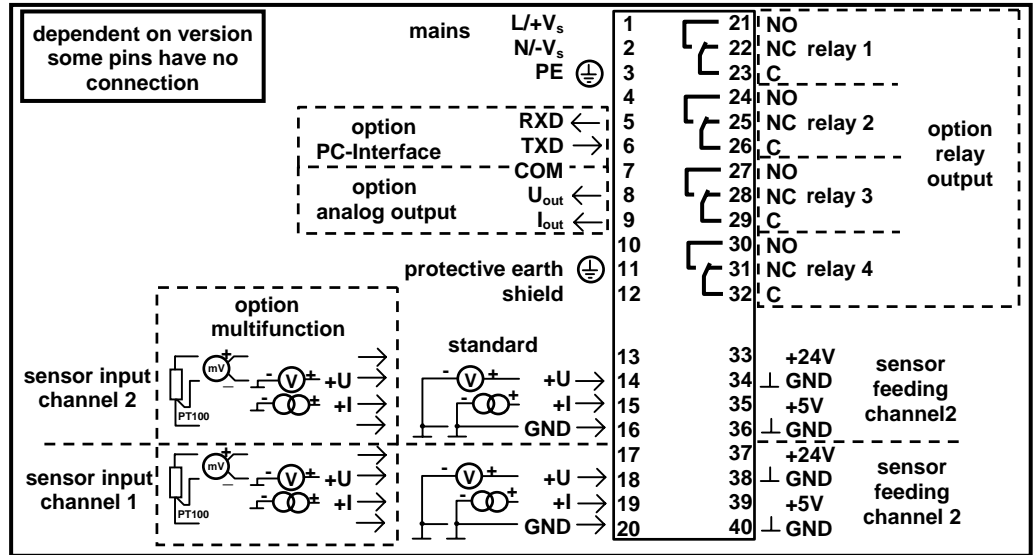 dependent on version
some pins have no
connection
mains L/+Vs 1 21 NO
N/-Vs 2 22 NC relay 1
PE 3 23 C
4 24 NO
option RXD 5 25 NC relay 2
PC-Interface TXD 6 26 C
option
relay
output
COM 7 27 NO
option Uout 8 28 NC relay 3
analog output Iout 9 29 C
10 30 NO
protective earth 11 31 NC relay 4
shield 12 32 C
option
multifunction
standard
sensor input
channel 2
PT100
mV
+ − - V + +U
- + +I
- V + +U
- + +I
GND
13 33 +24V
14 34 ⊥ GND
15 35 +5V
16 36 ⊥ GND
sensor
feeding
channel2
sensor input
channel 1
PT100
mV
+ − - V + +U
- + +I
- V + +U
- + +I
GND
17 37 +24V
18 38 ⊥ GND
19 39 +5V
20 40 ⊥ GND
sensor
feeding
channel 2